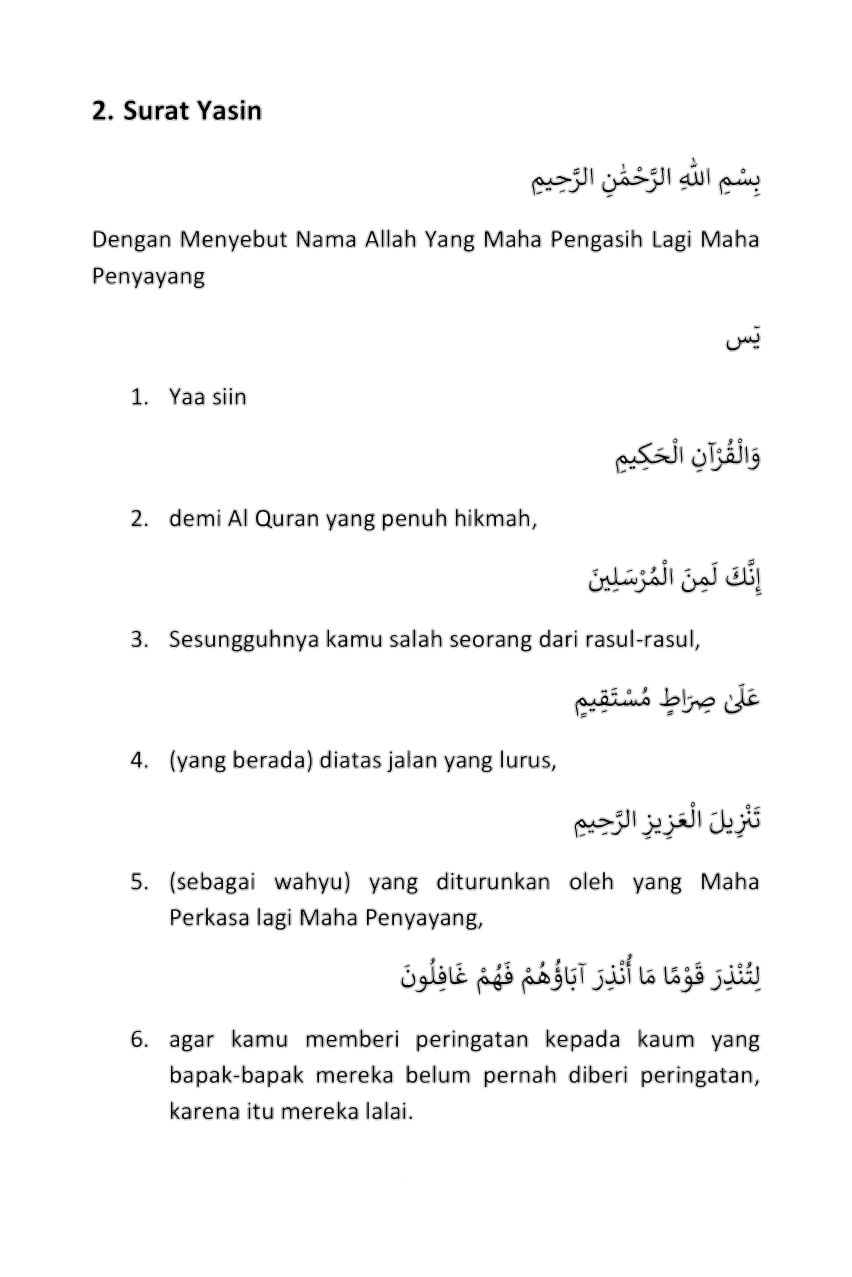 2. Surat Yasin
بِسْمِ اللهِ الرَّحْمَٰنِ الرَّحِيمِ
Dengan Menyebut Nama Allah Yang Maha Pengasih Lagi Maha
Penyayang
يٓس
1. Yaa siin
وَالْقُرْآنِ الْحَكِيمِ
2. demi Al Quran yang penuh hikmah,
إِنَّكَ لَمِنَ الْمُرْسَلِينَ
3. Sesungguhnya kamu salah seorang dari rasul-rasul,
عَلَىٰ صِرَاطٍ مُسْتَقِيمٍ
4. (yang berada) diatas jalan yang lurus,
تَنْزِيلَ الْعَزِيزِ الرَّحِيمِ
5. (sebagai wahyu) yang diturunkan oleh yang Maha
Perkasa lagi Maha Penyayang,
لِتُنْذِرَ قَوْمًا مَا أُنْذِرَ آبَاؤُهُمْ فَهُمْ غَافِلُونَ
6. agar kamu memberi peringatan kepada kaum yang
bapak-bapak mereka belum pernah diberi peringatan,
karena itu mereka lalai.